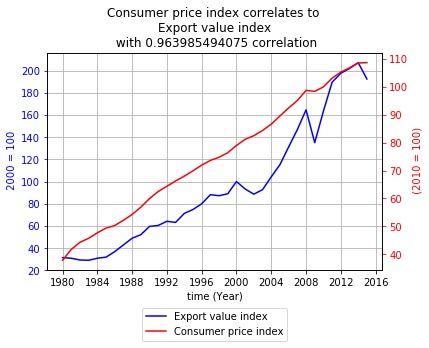 Consumer price index correlates to
Export value index
with 0.963985494075 correlation
2000 = 100
200
180
160
140
120
100
80
60
40
20
(2010 = 100)
110
100
90
80
70
60
50
40
1980 1984 1988 1992 1996 2000 2004 2008 2012 2016
time (Year)
Export value index
Consumer price index